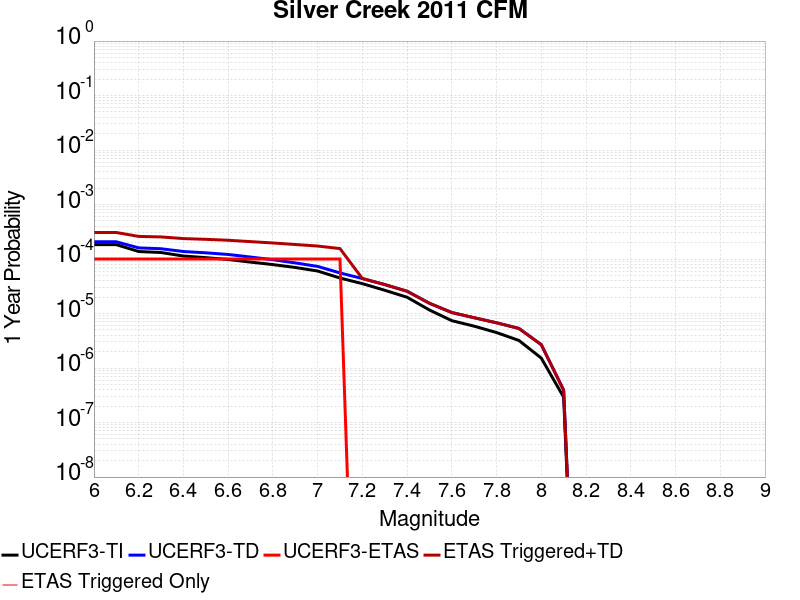 Silver Creek 2011 CFM
10^0
10^-1
10^-2
10^-3
10^-4
10^-5
10^-6
10^-7
10^-8
1 Year Probability
6 6.2 6.4 6.6 6.8 7 7.2 7.4 7.6 7.8 8 8.2 8.4 8.6 8.8 9
Magnitude
UCERF3-TI UCERF3-TD UCERF3-ETAS ETAS Triggered+TD
ETAS Triggered Only